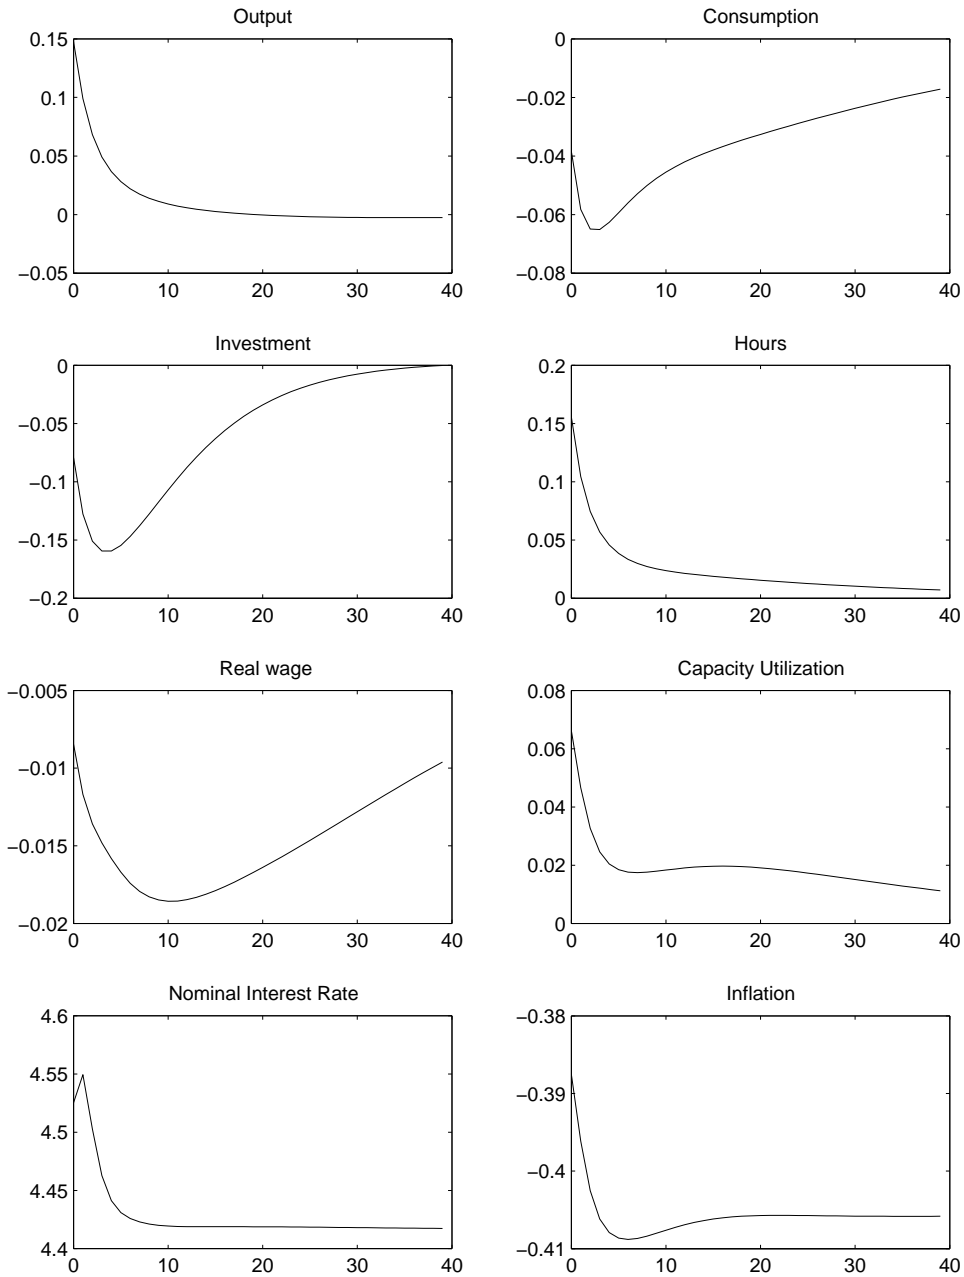 Output
0.15
0.1
0.05
0
−0.05
0 10 20 30 40
Consumption
0
−0.02
−0.04
−0.06
−0.08
0 10 20 30 40
Investment
0
−0.05
−0.1
−0.15
−0.2
0 10 20 30 40
Hours
0.2
0.15
0.1
0.05
0
0 10 20 30 40
Real wage
−0.005
−0.01
−0.015
−0.02
0 10 20 30 40
Capacity Utilization
0.08
0.06
0.04
0.02
0
0 10 20 30 40
Nominal Interest Rate
4.6
4.55
4.5
4.45
4.4
0 10 20 30 40
Inflation
−0.38
−0.39
−0.4
−0.41
0 10 20 30 40